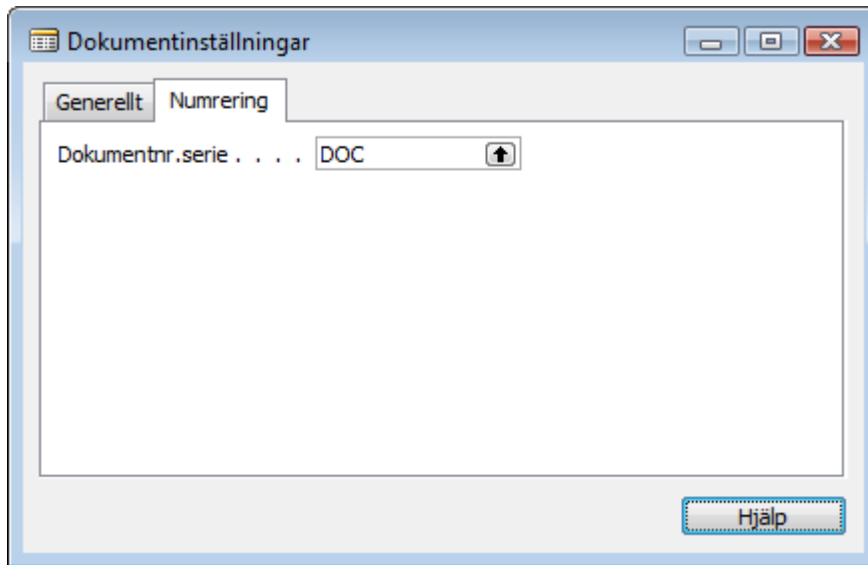 Dokumentinställningar
Generellt Numrering
Dokumentnr.serie . . . . DOC
Hjälp